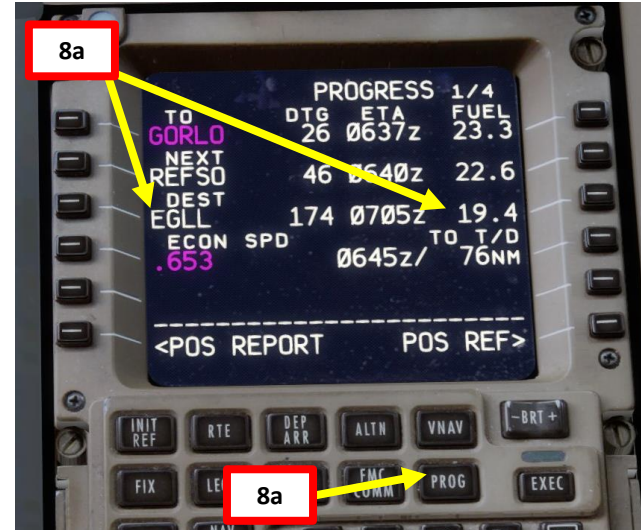 8a
PROGRESS 1/4
TO DTG ETA FUEL
GORLO 26 0637z 23.3
NEXT
REFSO 46 0640z 22.6
DEST
EGLL 174 0705z 19.4
ECON SPD TO T/D
.653 0645z/ 76NM
<POS REPORT POS REF>
INIT REF RTE DEP ARR ALTN VNAV -BRT+
FIX 8a COMM PROG EXEC